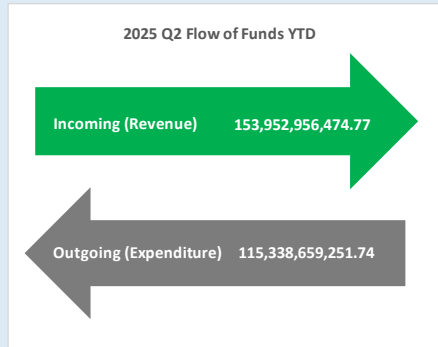 2025 Q2 Flow of Funds YTD
Incoming (Revenue) 153,952,956,474.77
Outgoing (Expenditure) 115,338,659,251.74